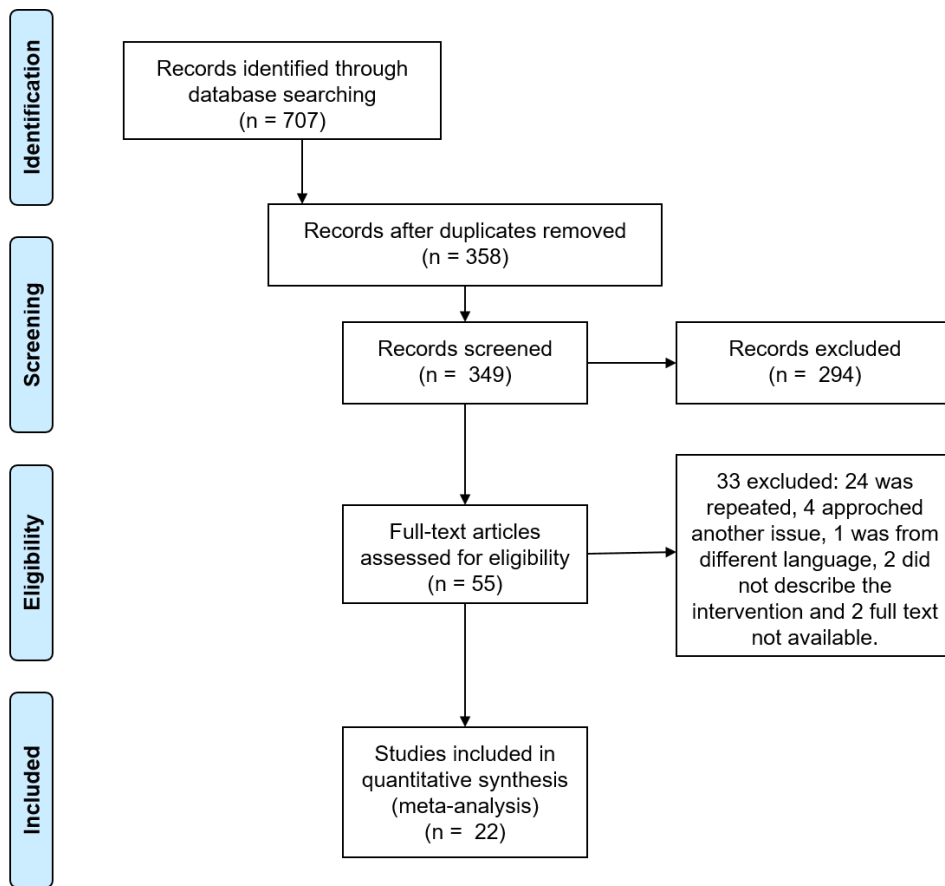 Identification
Records identified through
database searching
(n = 707)
Records after duplicates removed
(n = 358)
Screening
Records screened
(n =  349)
Records excluded
(n =  294)
Eligibility
Full-text articles
assessed for eligibility
(n = 55)
33 excluded: 24 was
repeated, 4 approched
another issue, 1 was from
different language, 2 did
not describe the
intervention and 2 full text
not available.
Included
Studies included in
quantitative synthesis
(meta-analysis)
(n =  22)